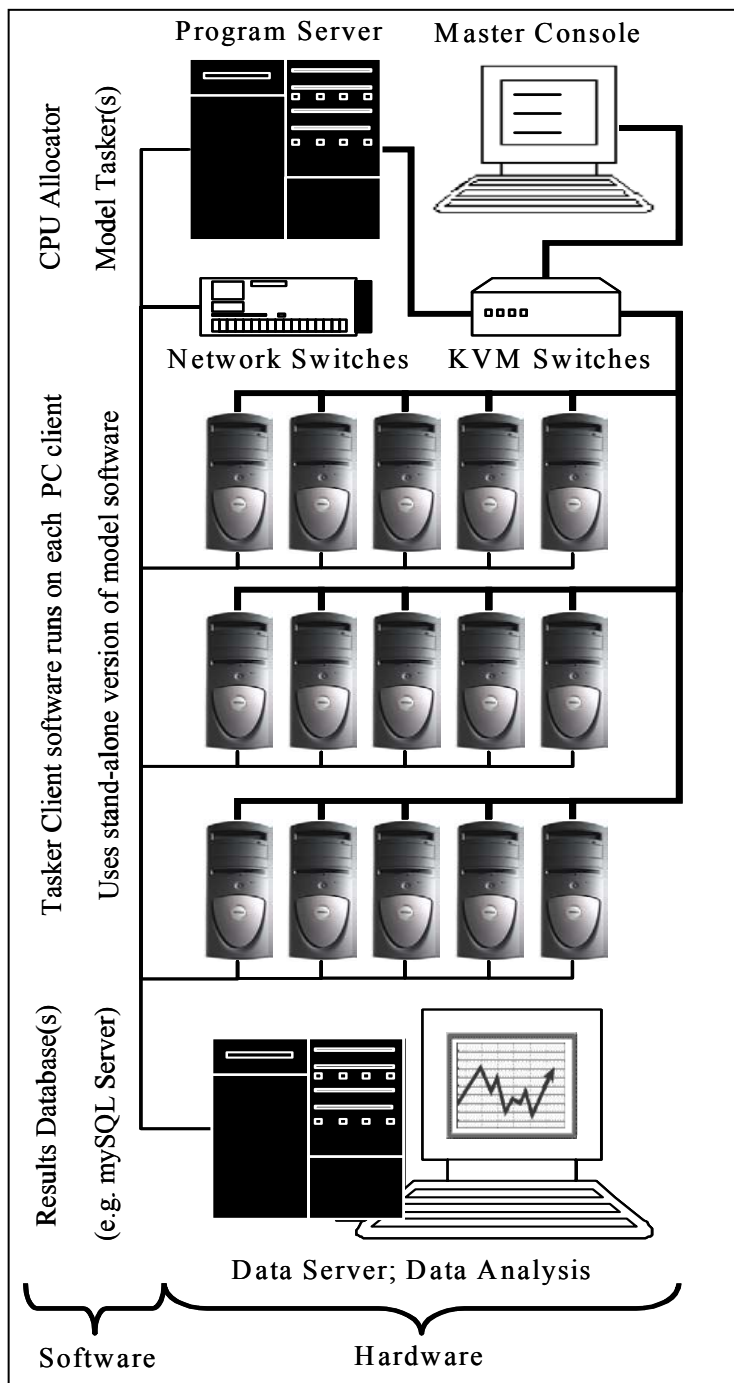 Program Server
Master Console
CPU Allocator
Model Tasker(s)
Network Switches
KVM Switches
Tasker Client software runs on each PC client
Uses stand-alone version of model software
Results Database(s)
(e.g. mySQL Server)
Data Server; Data Analysis
Software
Hardware